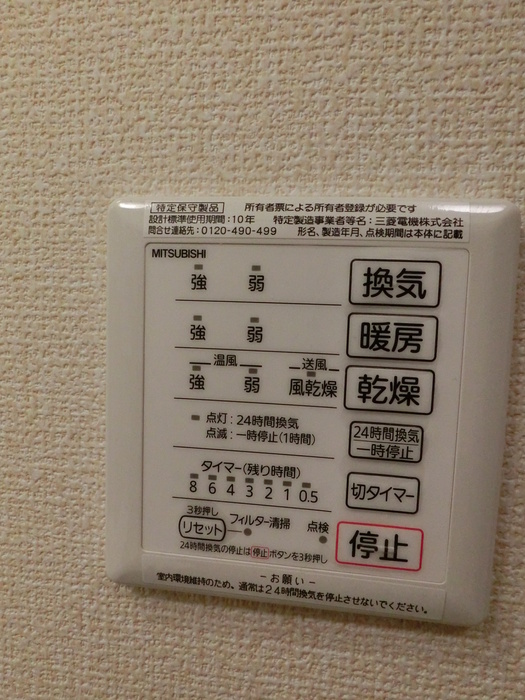 特定保守製品 所有者票による所有者登録が必要です
設計標準使用期間：10年 特定製造事業者等名：三菱電機株式会社
問合せ連絡先：0120-490-499 形名、製造年月、点検期間は本体に記載
MITSUBISHI
強 弱 換気
強 弱 暖房
温風 送風
強 弱 風乾燥 乾燥
点灯：24時間換気
点滅：一時停止(1時間)
24時間換気
一時停止
タイマー(残り時間)
8 6 4 3 2 1 0.5 切タイマー
3秒押し
リセット フィルター清掃 点検 停止
24時間換気の停止は停止ボタンを3秒押し
－お願い－
室内環境維持のため、通常は24時間換気を停止させないでください。